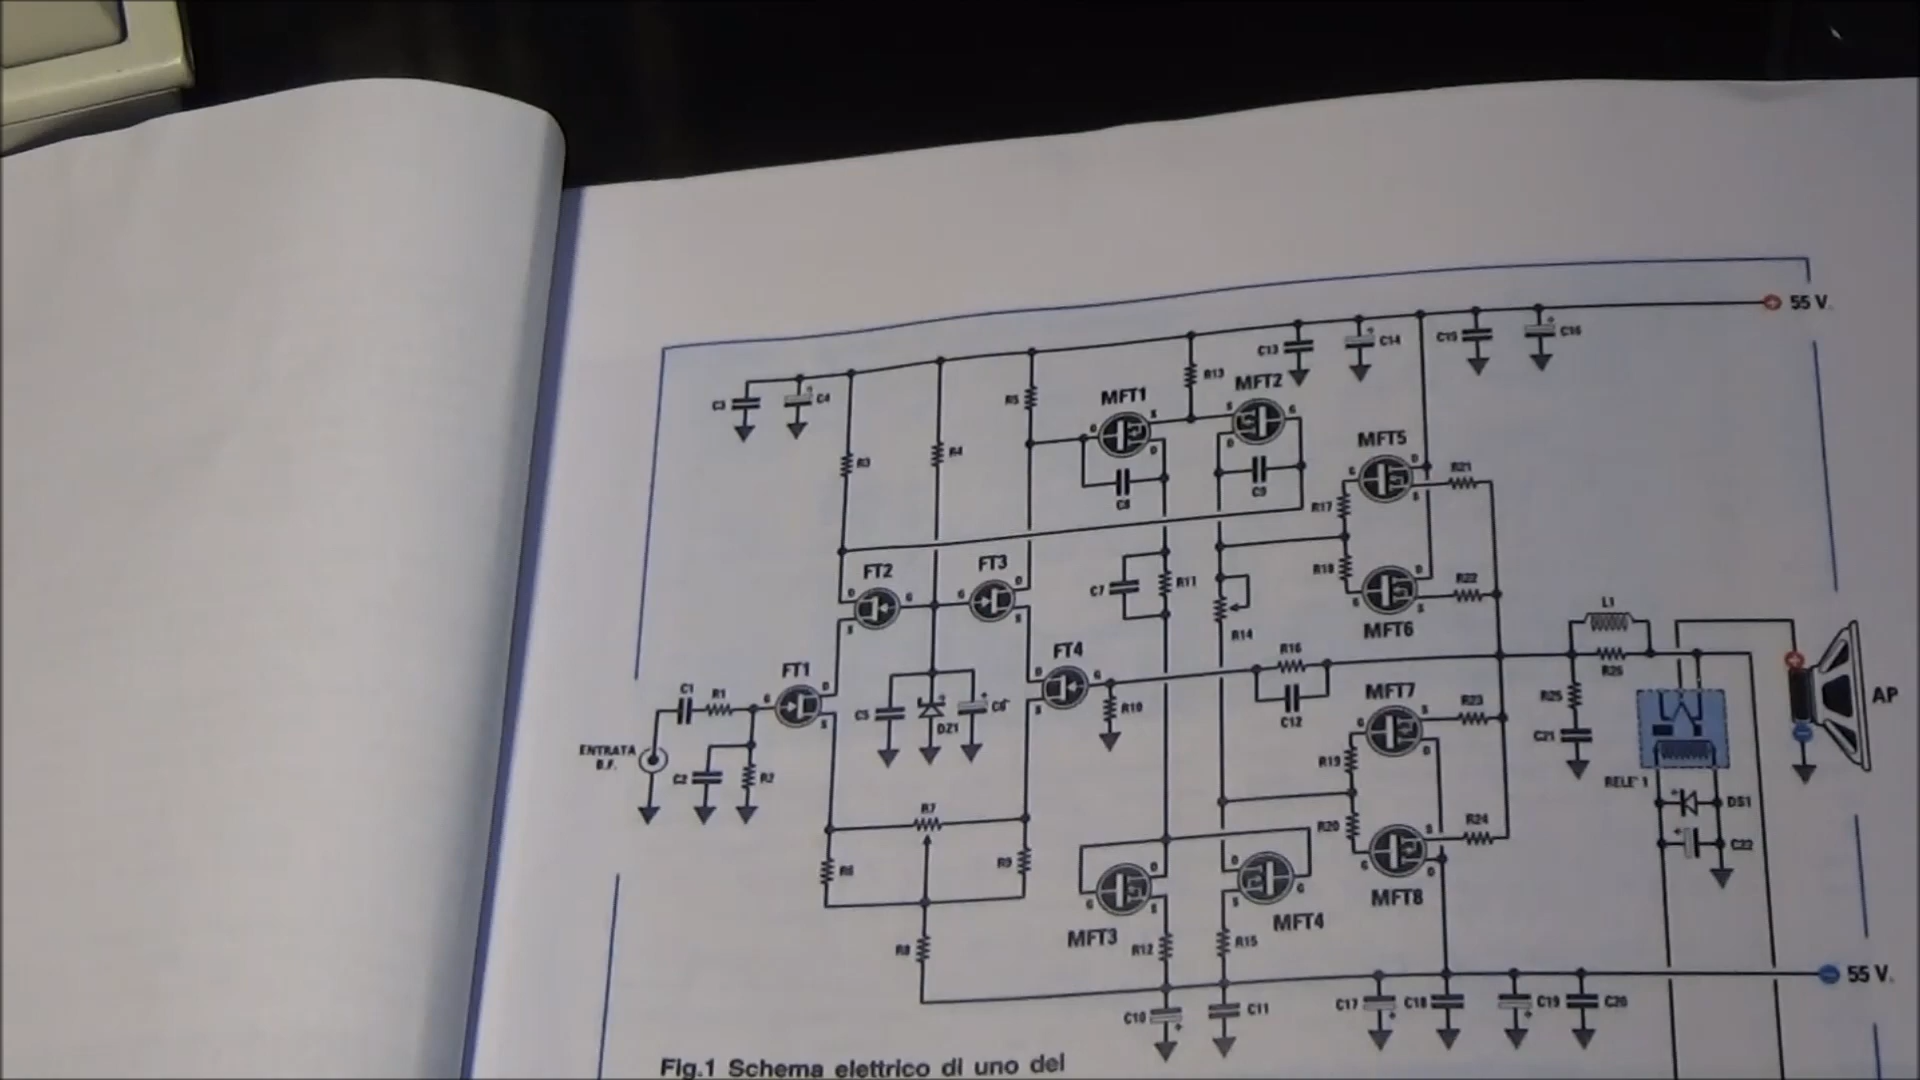 55 V.
C3
C4
R3
R4
R5
MFT1
S
G
D
C8
R13
MFT2
S
G
D
C9
C13
C14
C15
C16
MFT5
G
D
S
R21
R17
R18
MFT6
G
D
S
R22
FT2
D
G
S
FT3
G
D
S
C7
R11
R14
FT1
G
D
S
C1
R1
ENTRATA
B.F.
C2
R2
C5
DZ1
C6
FT4
D
G
S
R10
R16
C12
MFT7
G
S
D
R23
R19
R20
MFT8
G
S
D
R24
L1
R26
R25
C21
AP
RELE' 1
DS1
C22
R7
R6
R9
R8
MFT3
G
D
S
R12
MFT4
D
G
S
R15
C10
C11
C17
C18
C19
C20
55 V.
Fig.1 Schema elettrico di uno dei